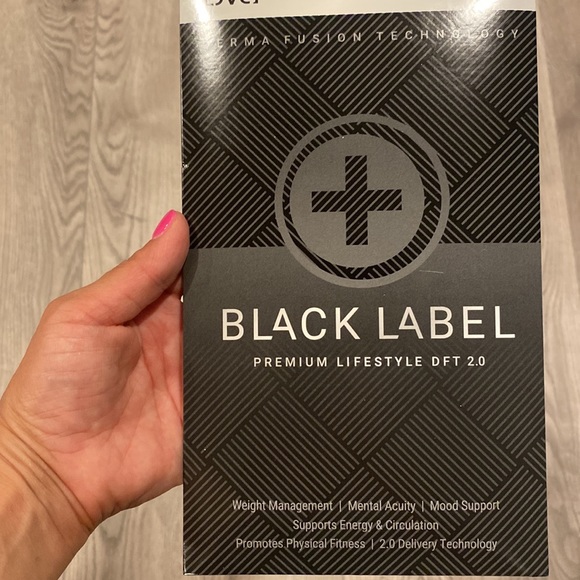 FUSION TECHNOLOGY
BLACK LABEL
PREMIUM LIFESTYLE DFT 2.0
Weight Management | Mental Acuity | Mood Support
Supports Energy & Circulation
Promotes Physical Fitness | 2.0 Delivery Technology